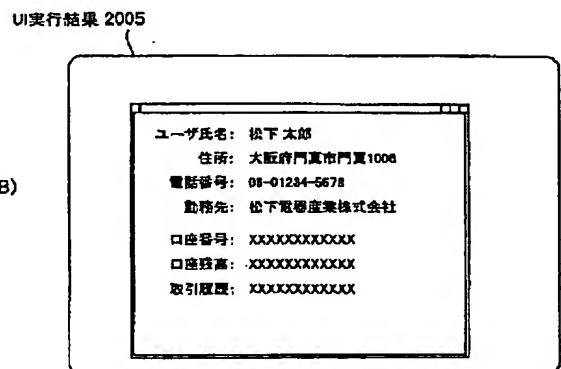 UI実行結果 2005
B)
ユーザ氏名: 松下 太郎
住所: 大阪府門真市門真1006
電話番号: 06-01234-5678
勤務先: 松下電器産業株式会社
口座番号: XXXXXXXXXXXX
口座残高: XXXXXXXXXXXX
取引履歴: XXXXXXXXXXXX